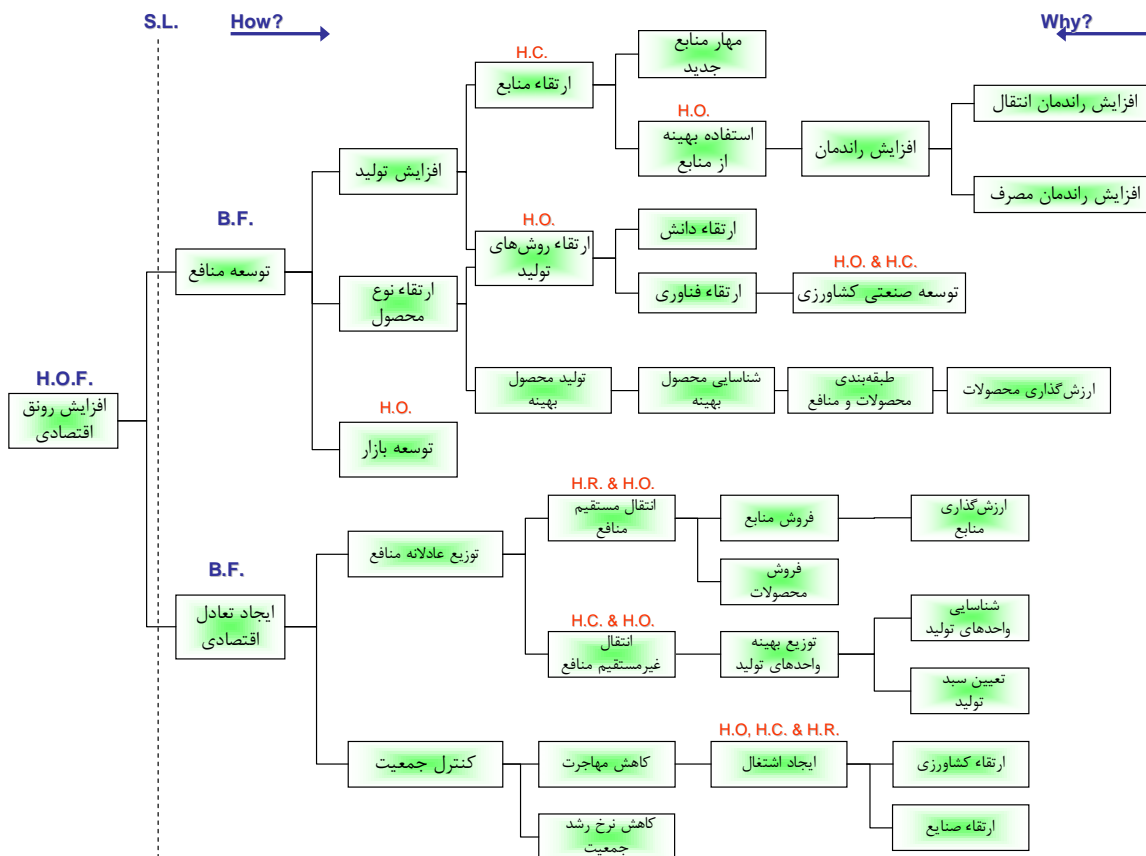 S.L.
How?
Why?
H.C.
ارتقاء منابع
مهار منابع
جدید
H.O.
استفاده بهینه
از منابع
افزایش راندمان
افزایش راندمان انتقال
افزایش راندمان مصرف
افزایش تولید
B.F.
توسعه منافع
H.O.
ارتقاء روش‌های
تولید
ارتقاء دانش
ارتقاء فناوری
H.O. & H.C.
توسعه صنعتی کشاورزی
ارتقاء نوع
محصول
تولید محصول
بهینه
شناسایی محصول
بهینه
طبقه‌بندی
محصولات و منافع
ارزش‌گذاری محصولات
H.O.F.
افزایش رونق
اقتصادی
H.O.
توسعه بازار
H.R. & H.O.
انتقال مستقیم
منافع
فروش منابع
ارزش‌گذاری
منابع
فروش
محصولات
توزیع عادلانه منافع
B.F.
ایجاد تعادل
اقتصادی
H.C. & H.O.
انتقال
غیرمستقیم منافع
توزیع بهینه
واحدهای تولید
شناسایی
واحدهای تولید
تعیین سبد
تولید
H.O, H.C. & H.R.
کنترل جمعیت
کاهش مهاجرت
ایجاد اشتغال
ارتقاء کشاورزی
ارتقاء صنایع
کاهش نرخ رشد
جمعیت